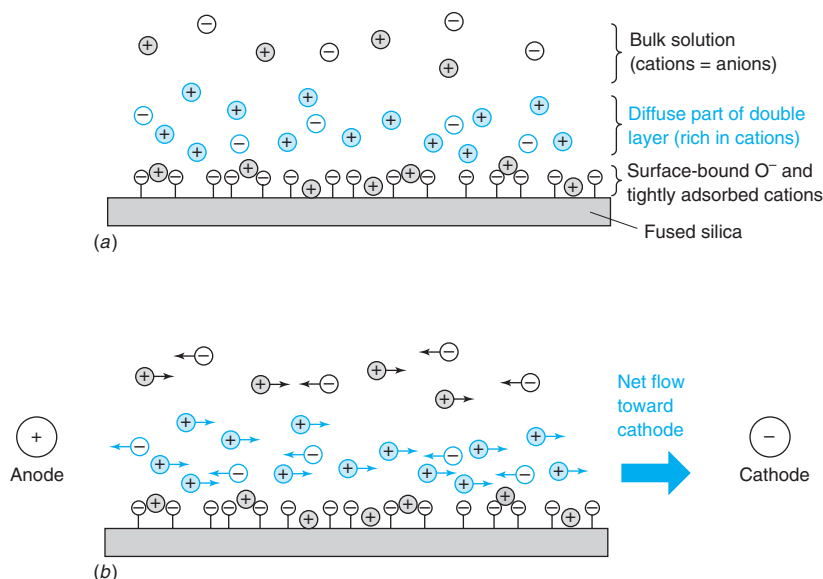 Bulk solution
(cations = anions)
Diffuse part of double
layer (rich in cations)
Surface-bound O⁻ and
tightly adsorbed cations
Fused silica
(a)
Net flow
toward
cathode
+
Anode
−
Cathode
(b)